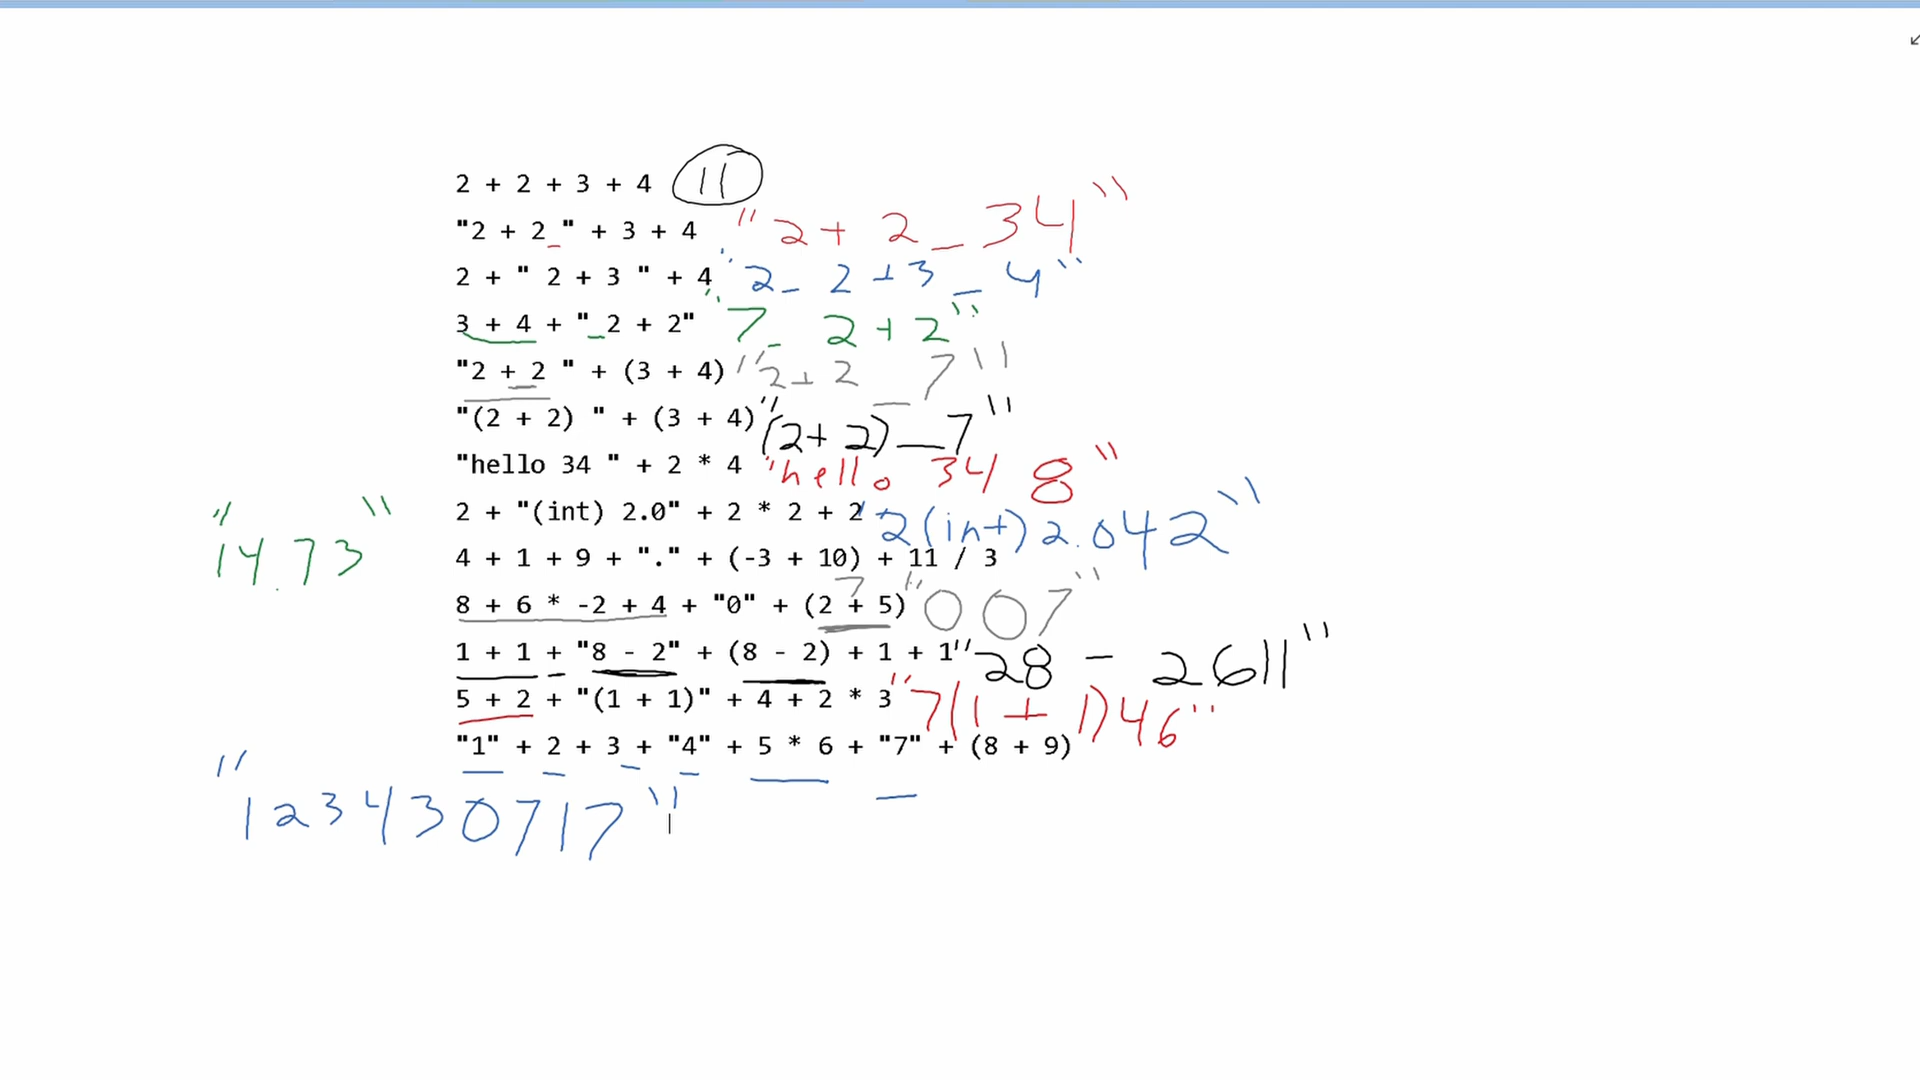 2 + 2 + 3 + 4 11
"2 + 2 _" + 3 + 4 "2 + 2 _ 34"
2 + " 2 + 3 " + 4 "2_ 2 + 3 _ 4"
3 + 4 + "_2 + 2" "7_ 2 + 2"
"2 + 2 " + (3 + 4) "2 + 2 _7"
"(2 + 2) " + (3 + 4) "(2 + 2)_7"
"hello 34 " + 2 * 4 "hello 34 8"
2 + "(int) 2.0" + 2 * 2 + 2 "2(int)2.042"
"14.73" 4 + 1 + 9 + "." + (-3 + 10) + 11 / 3
7
8 + 6 * -2 + 4 + "0" + (2 + 5) "007"
1 + 1 + "8 - 2" + (8 - 2) + 1 + 1 "28 - 2611"
5 + 2 + "(1 + 1)" + 4 + 2 * 3 "7(1 + 1)46"
"1" + 2 + 3 + "4" + 5 * 6 + "7" + (8 + 9)
"123430717"